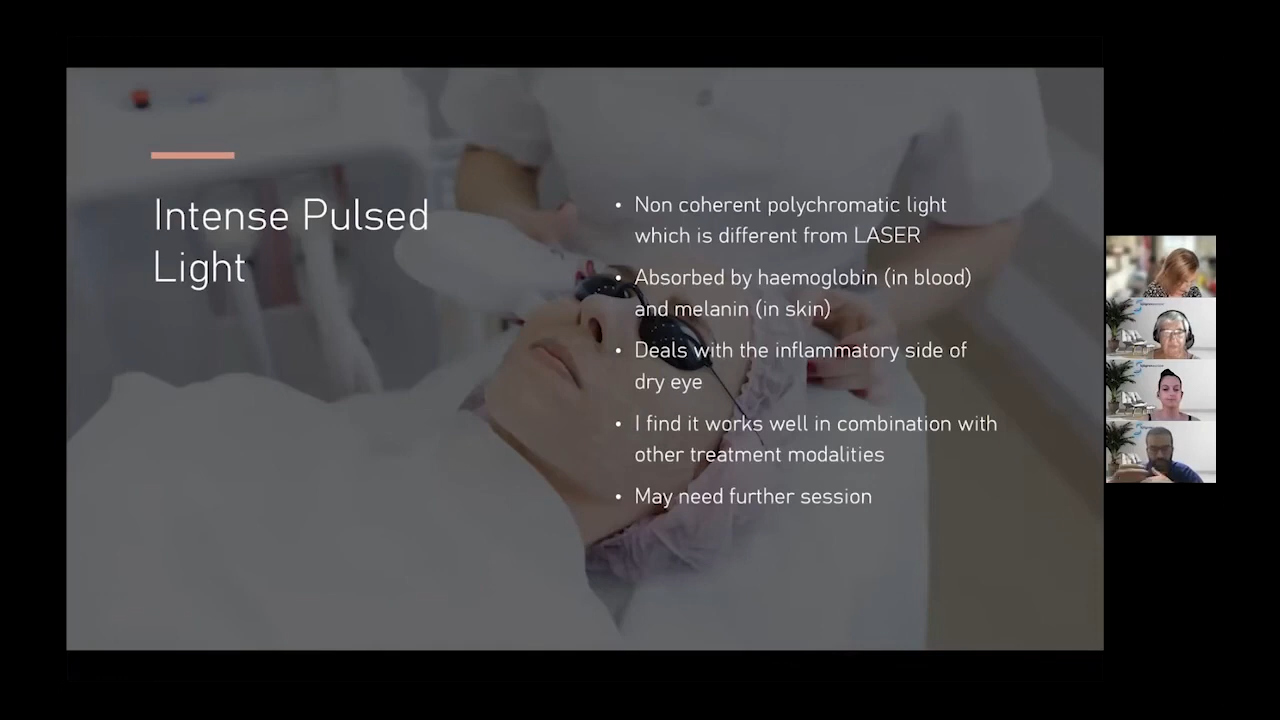 Intense Pulsed
Light
• Non coherent polychromatic light
which is different from LASER
• Absorbed by haemoglobin (in blood)
and melanin (in skin)
• Deals with the inflammatory side of
dry eye
• I find it works well in combination with
other treatment modalities
• May need further session